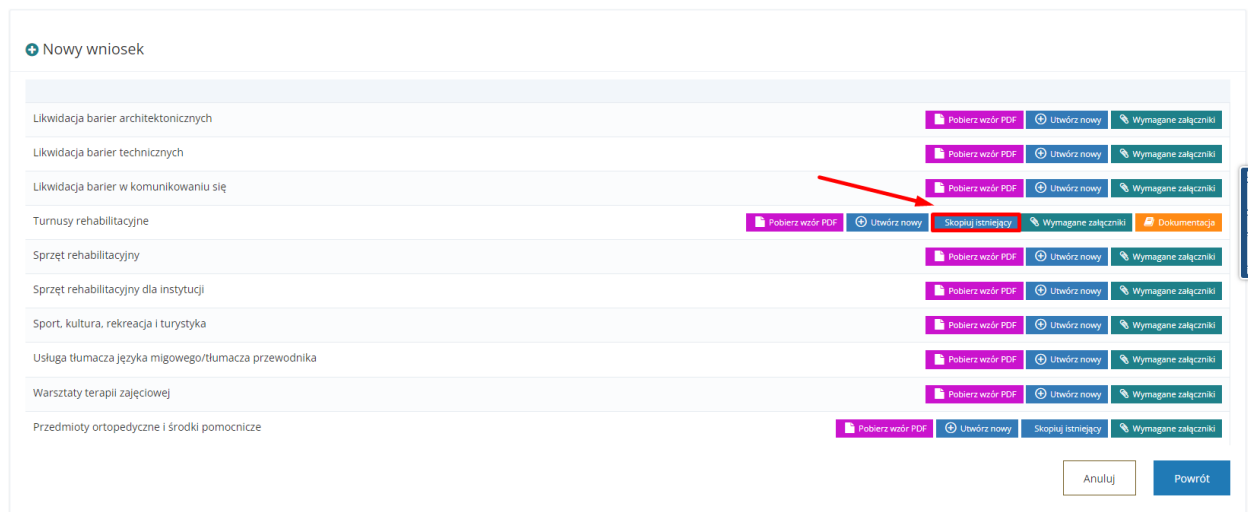 Nowy wniosek
Likwidacja barier architektonicznych Pobierz wzór PDF Utwórz nowy Wymagane załączniki
Likwidacja barier technicznych Pobierz wzór PDF Utwórz nowy Wymagane załączniki
Likwidacja barier w komunikowaniu się Pobierz wzór PDF Utwórz nowy Wymagane załączniki
Turnusy rehabilitacyjne Pobierz wzór PDF Utwórz nowy Skopiuj istniejący Wymagane załączniki Dokumentacja
Sprzęt rehabilitacyjny Pobierz wzór PDF Utwórz nowy Wymagane załączniki
Sprzęt rehabilitacyjny dla instytucji Pobierz wzór PDF Utwórz nowy Wymagane załączniki
Sport, kultura, rekreacja i turystyka Pobierz wzór PDF Utwórz nowy Wymagane załączniki
Usługa tłumacza języka migowego/tłumacza przewodnika Pobierz wzór PDF Utwórz nowy Wymagane załączniki
Warsztaty terapii zajęciowej Pobierz wzór PDF Utwórz nowy Wymagane załączniki
Przedmioty ortopedyczne i środki pomocnicze Pobierz wzór PDF Utwórz nowy Skopiuj istniejący Wymagane załączniki
Anuluj Powrót